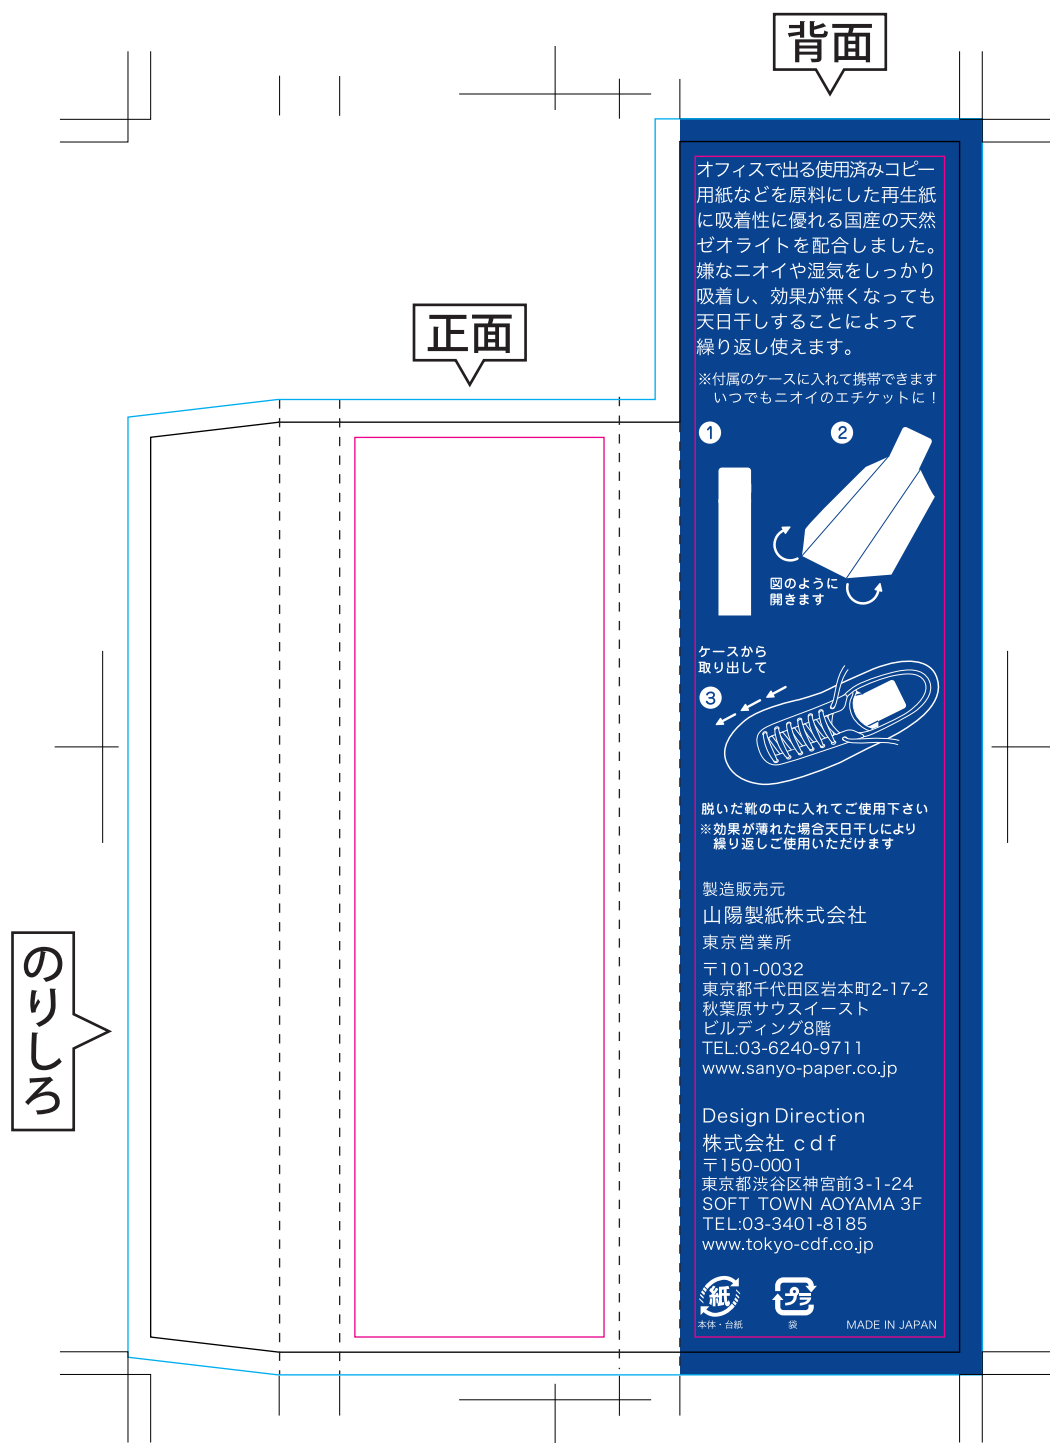 背面
正面
のりしろ
オフィスで出る使用済みコピー
用紙などを原料にした再生紙
に吸着性に優れる国産の天然
ゼオライトを配合しました。
嫌なニオイや湿気をしっかり
吸着し、効果が無くなっても
天日干しすることによって
繰り返し使えます。
※付属のケースに入れて携帯できます
いつでもニオイのエチケットに！
1
2
図のように
開きます
ケースから
取り出して
3
脱いだ靴の中に入れてご使用下さい
※効果が薄れた場合天日干しにより
繰り返しご使用いただけます
製造販売元
山陽製紙株式会社
東京営業所
〒101-0032
東京都千代田区岩本町2-17-2
秋葉原サウスイースト
ビルディング8階
TEL:03-6240-9711
www.sanyo-paper.co.jp
Design Direction
株式会社 cdf
〒150-0001
東京都渋谷区神宮前3-1-24
SOFT TOWN AOYAMA 3F
TEL:03-3401-8185
www.tokyo-cdf.co.jp
紙
プラ
本体・台紙
袋
MADE IN JAPAN